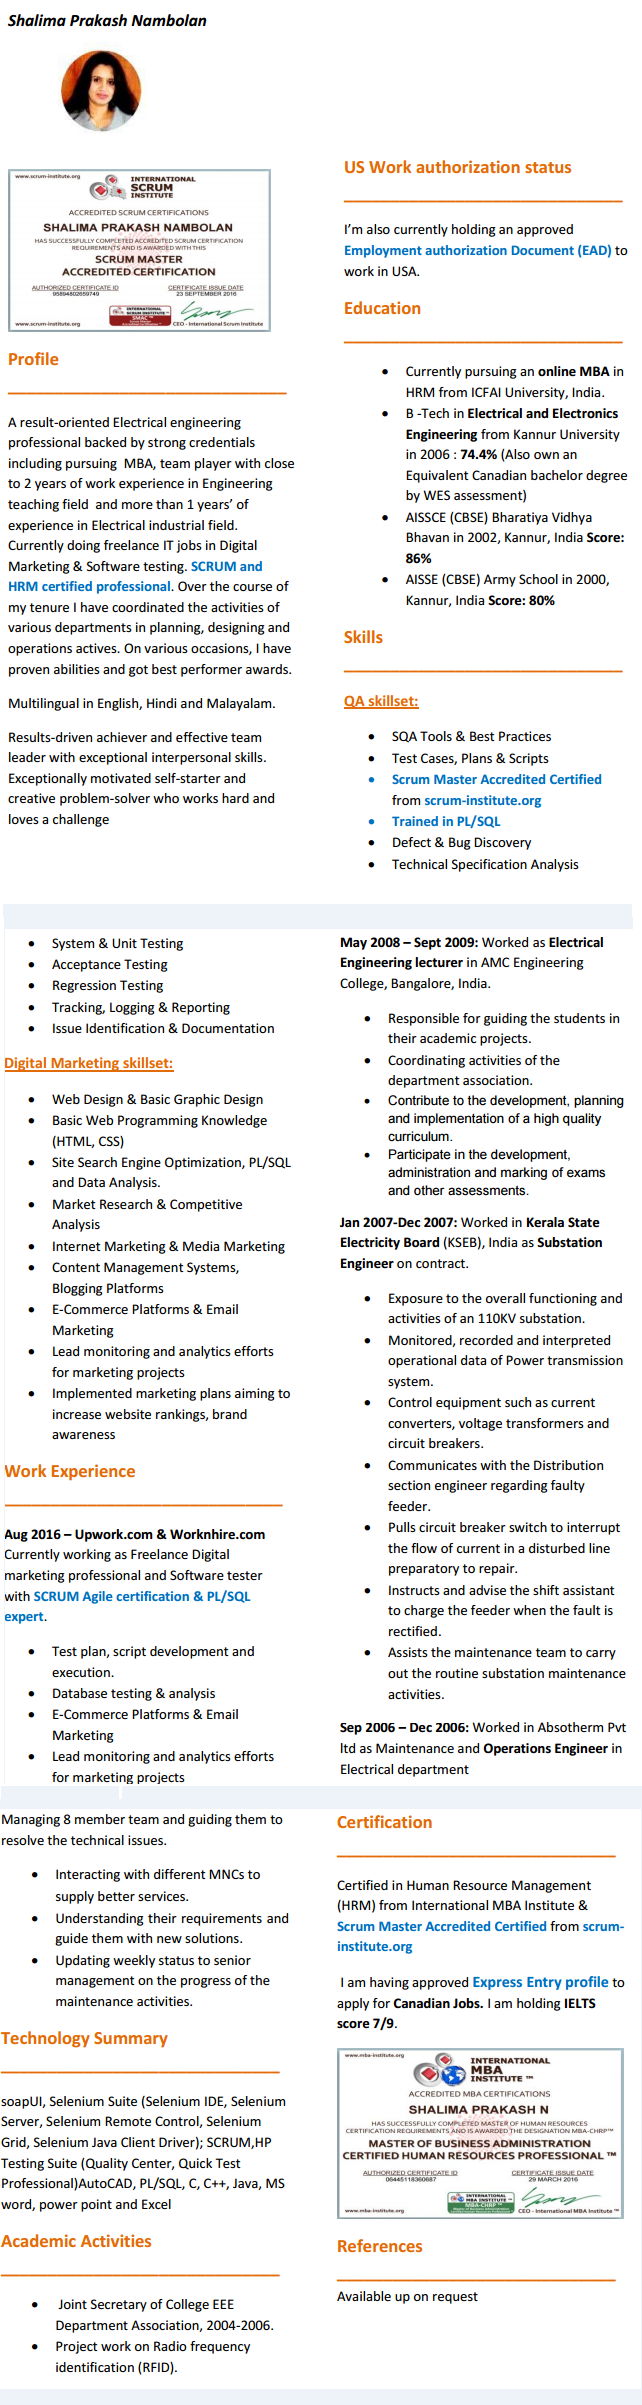 Shalima Prakash Nambolan
www.scrum-institute.org
INTERNATIONAL
SCRUM
INSTITUTE
ACCREDITED SCRUM CERTIFICATIONS
SHALIMA PRAKASH NAMBOLAN
HAS SUCCESSFULLY COMPLETED ACCREDITED SCRUM CERTIFICATION
REQUIREMENTS AND IS AWARDED WITH THIS
SCRUM MASTER
ACCREDITED CERTIFICATION
AUTHORIZED CERTIFICATE ID
95894802659749
CERTIFICATE ISSUE DATE
23 SEPTEMBER 2016
www.scrum-institute.org
CEO - International Scrum Institute
Profile
A result-oriented Electrical engineering
professional backed by strong credentials
including pursuing MBA, team player with close
to 2 years of work experience in Engineering
teaching field and more than 1 years’ of
experience in Electrical industrial field.
Currently doing freelance IT jobs in Digital
Marketing & Software testing. SCRUM and
HRM certified professional. Over the course of
my tenure I have coordinated the activities of
various departments in planning, designing and
operations actives. On various occasions, I have
proven abilities and got best performer awards.
Multilingual in English, Hindi and Malayalam.
Results-driven achiever and effective team
leader with exceptional interpersonal skills.
Exceptionally motivated self-starter and
creative problem-solver who works hard and
loves a challenge
US Work authorization status
I’m also currently holding an approved
Employment authorization Document (EAD) to
work in USA.
Education
• Currently pursuing an online MBA in
HRM from ICFAI University, India.
• B -Tech in Electrical and Electronics
Engineering from Kannur University
in 2006 : 74.4% (Also own an
Equivalent Canadian bachelor degree
by WES assessment)
• AISSCE (CBSE) Bharatiya Vidhya
Bhavan in 2002, Kannur, India Score:
86%
• AISSE (CBSE) Army School in 2000,
Kannur, India Score: 80%
Skills
QA skillset:
• SQA Tools & Best Practices
• Test Cases, Plans & Scripts
• Scrum Master Accredited Certified
from scrum-institute.org
• Trained in PL/SQL
• Defect & Bug Discovery
• Technical Specification Analysis
• System & Unit Testing
• Acceptance Testing
• Regression Testing
• Tracking, Logging & Reporting
• Issue Identification & Documentation
Digital Marketing skillset:
• Web Design & Basic Graphic Design
• Basic Web Programming Knowledge
(HTML, CSS)
• Site Search Engine Optimization, PL/SQL
and Data Analysis.
• Market Research & Competitive
Analysis
• Internet Marketing & Media Marketing
• Content Management Systems,
Blogging Platforms
• E-Commerce Platforms & Email
Marketing
• Lead monitoring and analytics efforts
for marketing projects
• Implemented marketing plans aiming to
increase website rankings, brand
awareness
Work Experience
Aug 2016 – Upwork.com & Worknhire.com
Currently working as Freelance Digital
marketing professional and Software tester
with SCRUM Agile certification & PL/SQL
expert.
• Test plan, script development and
execution.
• Database testing & analysis
• E-Commerce Platforms & Email
Marketing
• Lead monitoring and analytics efforts
for marketing projects
May 2008 – Sept 2009: Worked as Electrical
Engineering lecturer in AMC Engineering
College, Bangalore, India.
• Responsible for guiding the students in
their academic projects.
• Coordinating activities of the
department association.
• Contribute to the development, planning
and implementation of a high quality
curriculum.
• Participate in the development,
administration and marking of exams
and other assessments.
Jan 2007-Dec 2007: Worked in Kerala State
Electricity Board (KSEB), India as Substation
Engineer on contract.
• Exposure to the overall functioning and
activities of an 110KV substation.
• Monitored, recorded and interpreted
operational data of Power transmission
system.
• Control equipment such as current
converters, voltage transformers and
circuit breakers.
• Communicates with the Distribution
section engineer regarding faulty
feeder.
• Pulls circuit breaker switch to interrupt
the flow of current in a disturbed line
preparatory to repair.
• Instructs and advise the shift assistant
to charge the feeder when the fault is
rectified.
• Assists the maintenance team to carry
out the routine substation maintenance
activities.
Sep 2006 – Dec 2006: Worked in Absotherm Pvt
ltd as Maintenance and Operations Engineer in
Electrical department
Managing 8 member team and guiding them to
resolve the technical issues.
• Interacting with different MNCs to
supply better services.
• Understanding their requirements and
guide them with new solutions.
• Updating weekly status to senior
management on the progress of the
maintenance activities.
Technology Summary
soapUI, Selenium Suite (Selenium IDE, Selenium
Server, Selenium Remote Control, Selenium
Grid, Selenium Java Client Driver); SCRUM,HP
Testing Suite (Quality Center, Quick Test
Professional)AutoCAD, PL/SQL, C, C++, Java, MS
word, power point and Excel
Academic Activities
• Joint Secretary of College EEE
Department Association, 2004-2006.
• Project work on Radio frequency
identification (RFID).
Certification
Certified in Human Resource Management
(HRM) from International MBA Institute &
Scrum Master Accredited Certified from scrum-
institute.org
I am having approved Express Entry profile to
apply for Canadian Jobs. I am holding IELTS
score 7/9.
www.mba-institute.org
INTERNATIONAL
MBA
INSTITUTE ™
ACCREDITED MBA CERTIFICATIONS
SHALIMA PRAKASH N
HAS SUCCESSFULLY COMPLETED MASTER OF HUMAN RESOURCES
CERTIFICATION REQUIREMENTS AND IS AWARDED THE DESIGNATION MBA-CHRP™
MASTER OF BUSINESS ADMINISTRATION
CERTIFIED HUMAN RESOURCES PROFESSIONAL ™
AUTHORIZED CERTIFICATE ID
06445118360687
CERTIFICATE ISSUE DATE
29 MARCH 2016
www.mba-institute.org
CEO - International MBA Institute ™
References
Available up on request